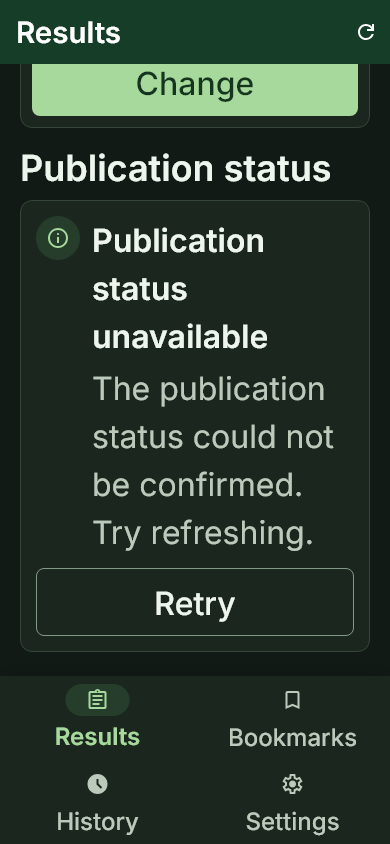 Results
Change
Publication status
Publication
status
unavailable
The publication
status could not
be confirmed.
Try refreshing.
Retry
Results
Bookmarks
History
Settings